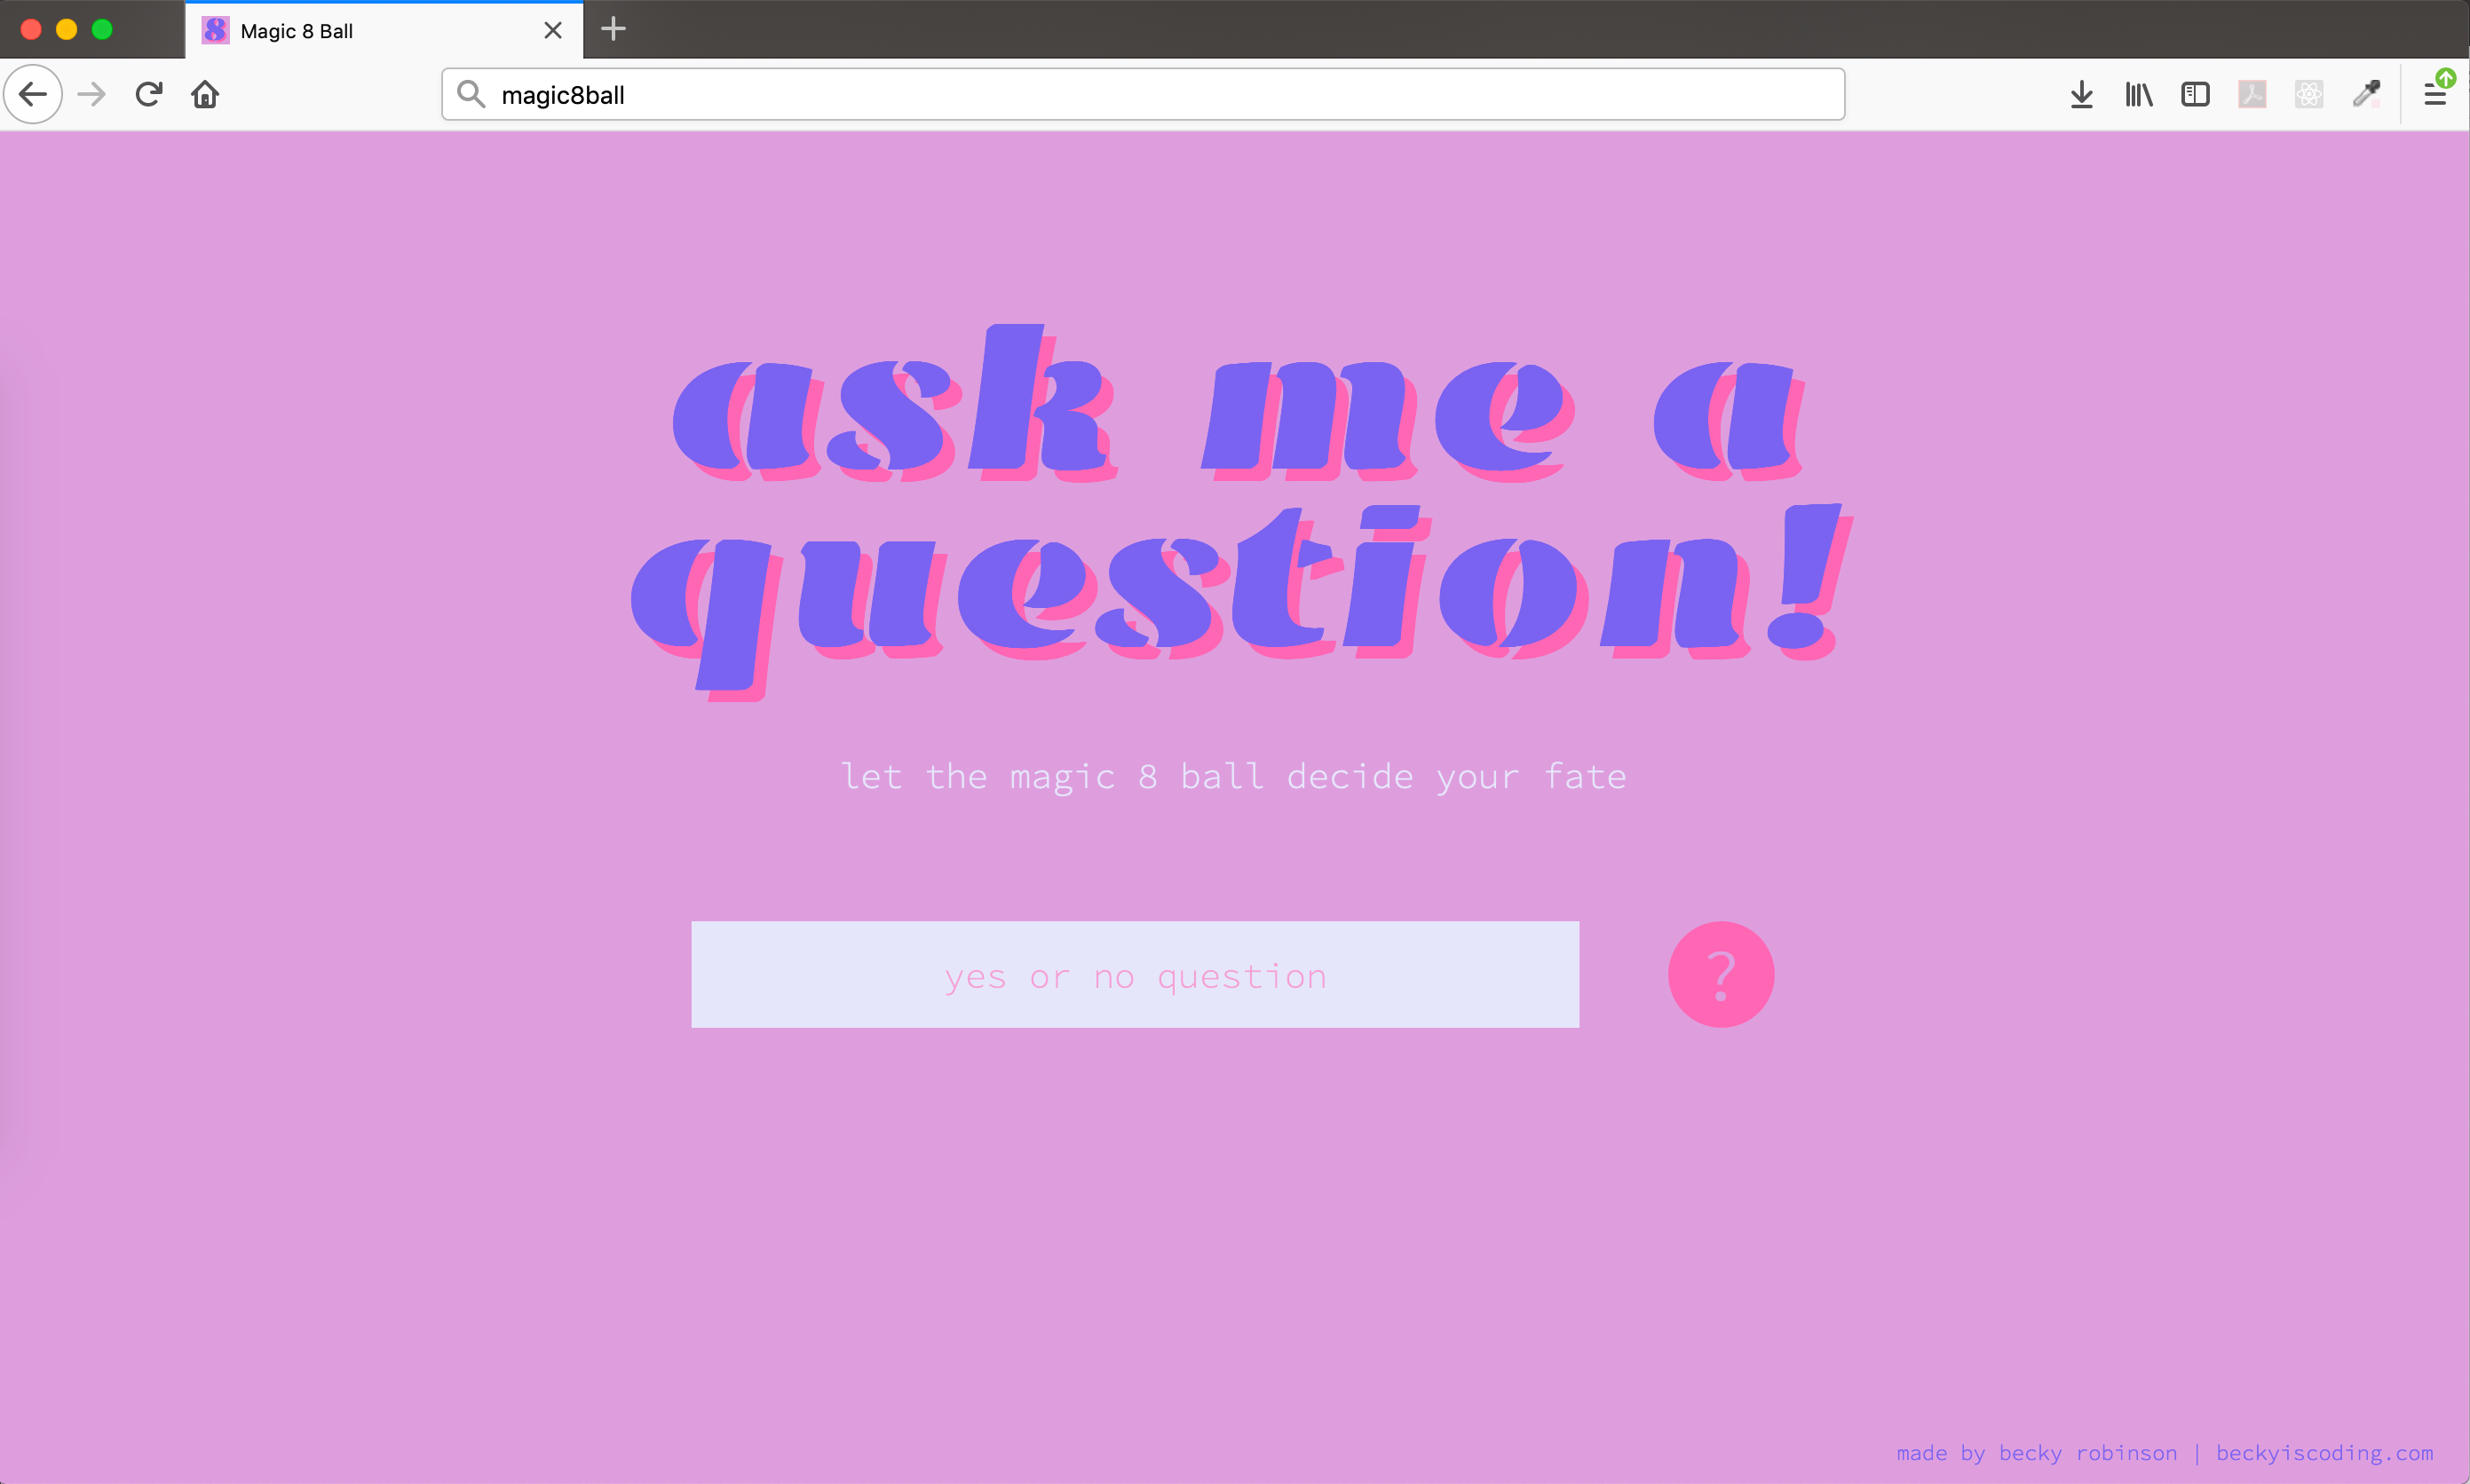 8 Magic 8 Ball
magic8ball
ask me a
question!
let the magic 8 ball decide your fate
yes or no question
?
made by becky robinson | beckyiscoding.com